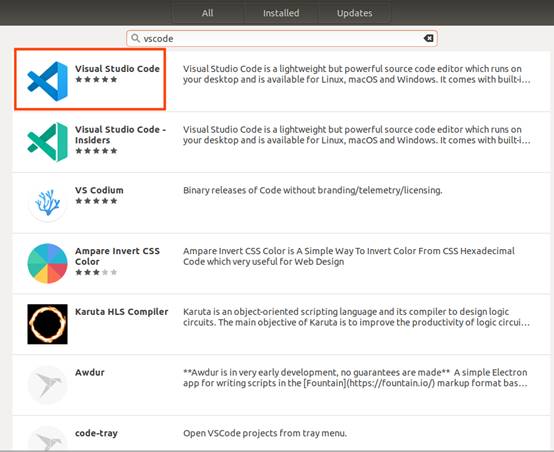 All Installed Updates
vscode
Visual Studio Code
Visual Studio Code is a lightweight but powerful source code editor which runs on
your desktop and is available for Linux, macOS and Windows. It comes with built-i...
Visual Studio Code -
Insiders
Visual Studio Code is a lightweight but powerful source code editor which runs on
your desktop and is available for Linux, macOS and Windows. It comes with built-i...
VS Codium
Binary releases of Code without branding/telemetry/licensing.
Ampare Invert CSS
Color
Ampare Invert CSS Color is A Simple Way To Invert Color From CSS Hexadecimal
Code which very useful for Web Design
Karuta HLS Compiler
Karuta is an object-oriented scripting language and its compiler to design logic
circuits. The main objective of Karuta is to improve the productivity of logic circui...
Awdur
**Awdur is in very early development, no guarantees are made** A simple Electron
app for writing scripts in the [Fountain](https://fountain.io/) markup format bas...
code-tray
Open VSCode projects from tray menu.